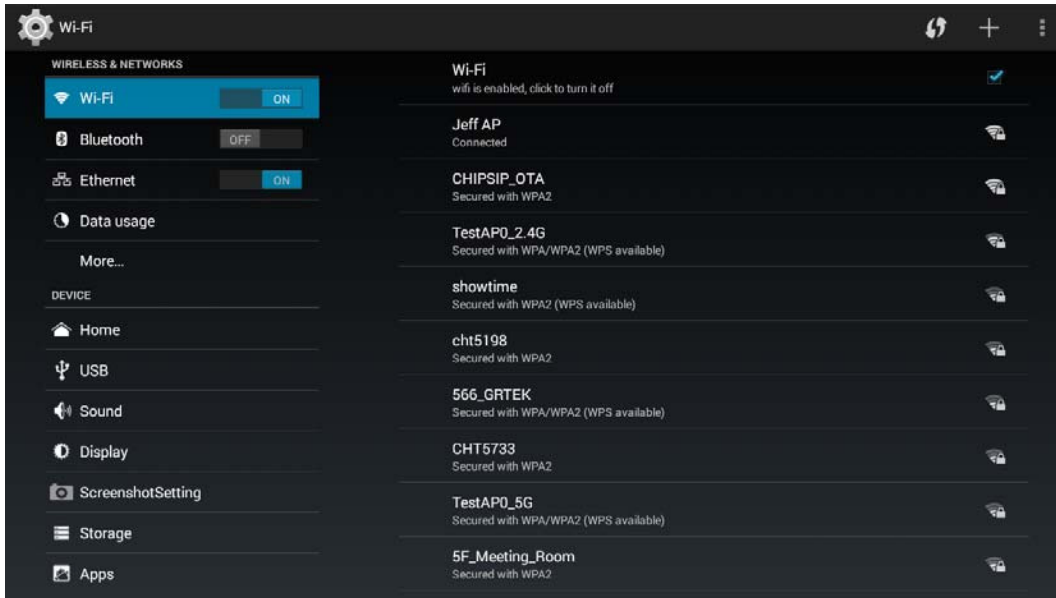 Wi-Fi
WIRELESS & NETWORKS
Wi-Fi ON
Bluetooth OFF
Ethernet ON
Data usage
More...
DEVICE
Home
USB
Sound
Display
ScreenshotSetting
Storage
Apps
Wi-Fi
wifi is enabled, click to turn it off
Jeff AP
Connected
CHIPSIP_OTA
Secured with WPA2
TestAP0_2.4G
Secured with WPA/WPA2 (WPS available)
showtime
Secured with WPA2 (WPS available)
cht5198
Secured with WPA2
566_GRTEK
Secured with WPA/WPA2 (WPS available)
CHT5733
Secured with WPA2
TestAP0_5G
Secured with WPA/WPA2 (WPS available)
5F_Meeting_Room
Secured with WPA2